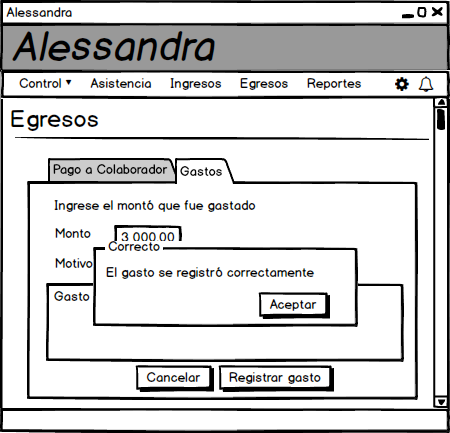 Alessandra
Alessandra
Control Asistencia Ingresos Egresos Reportes
Egresos
Pago a Colaborador Gastos
Ingrese el montó que fue gastado
Monto 3 000.00
Correcto
Motivo
El gasto se registró correctamente
Gasto
Aceptar
Cancelar Registrar gasto